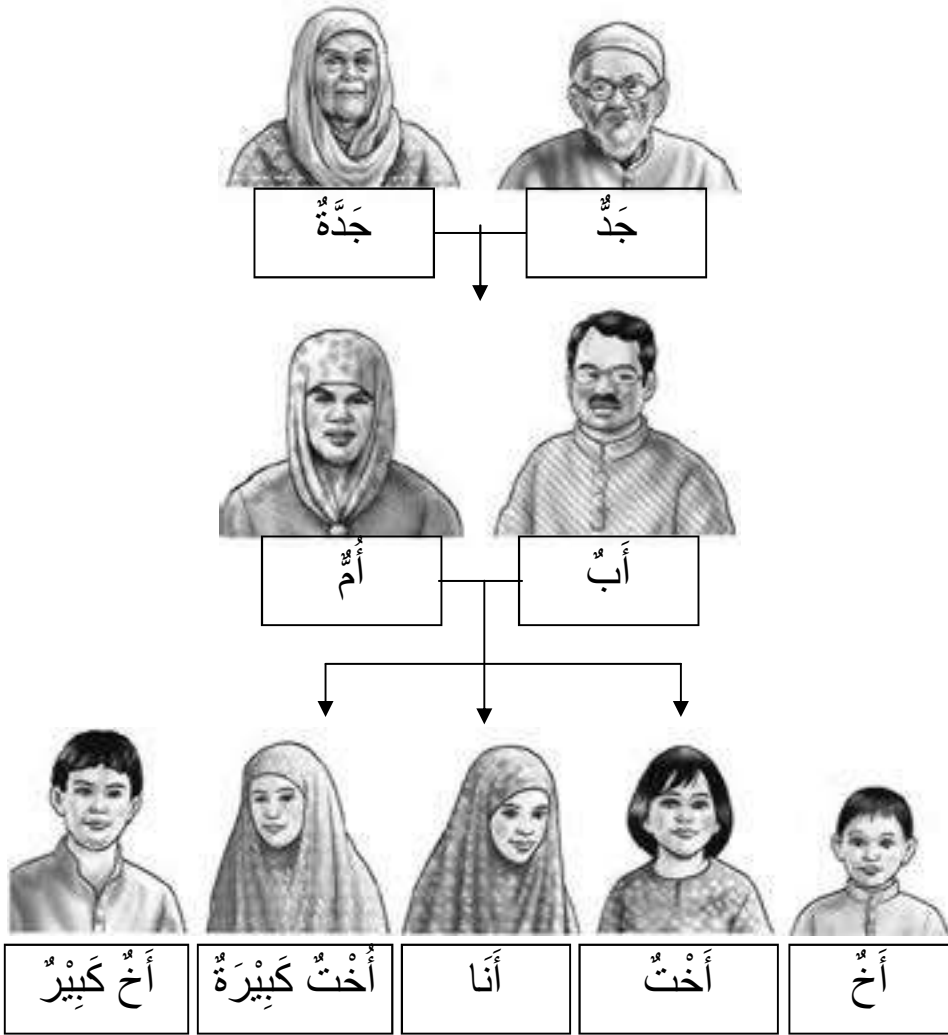 جَدٌّ
جَدَّةٌ
أَبٌ
أُمٌّ
أَخٌ
أَخْتٌ
أَنَا
أُخْتٌ كَبِيْرَةٌ
أَخٌ كَبِيْرٌ